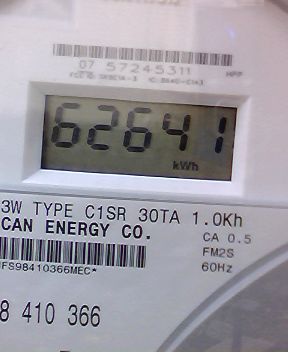 07 57245311
62641
kWh
3W TYPE C1SR 30TA 1.0Kh
CAN ENERGY CO.
CA 0.5
FM2S
60Hz
FS98410366MEC*
8 410 366